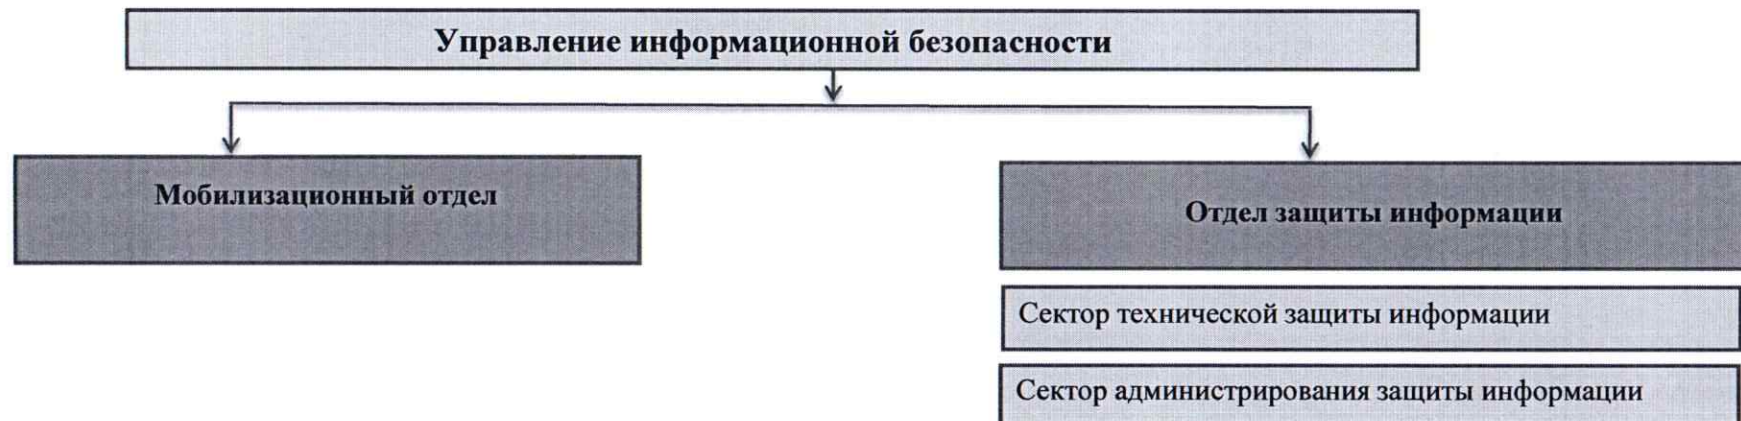 Управление информационной безопасности
Мобилизационный отдел
Отдел защиты информации
Сектор технической защиты информации
Сектор администрирования защиты информации